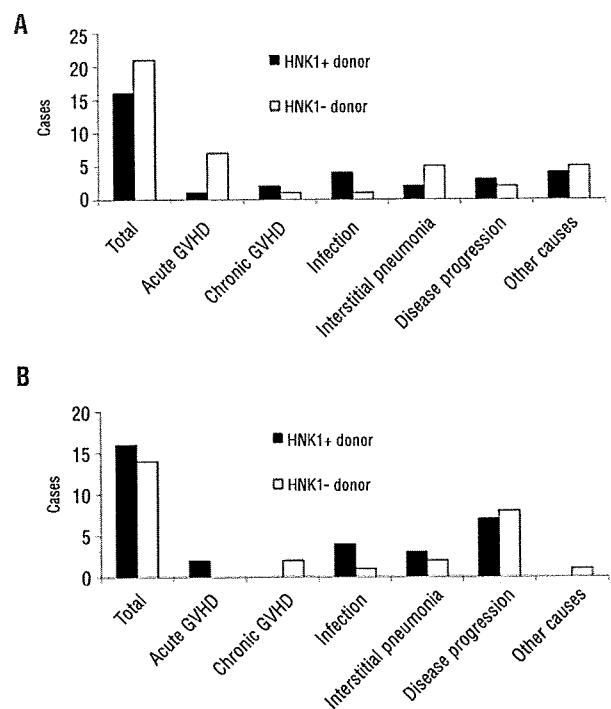 A
25
20
15
10
5
0
Cases
HNK1+ donor
HNK1- donor
Total
Acute GVHD
Chronic GVHD
Infection
Interstitial pneumonia
Disease progression
Other causes
B
20
15
10
5
0
Cases
HNK1+ donor
HNK1- donor
Total
Acute GVHD
Chronic GVHD
Infection
Interstitial pneumonia
Disease progression
Other causes